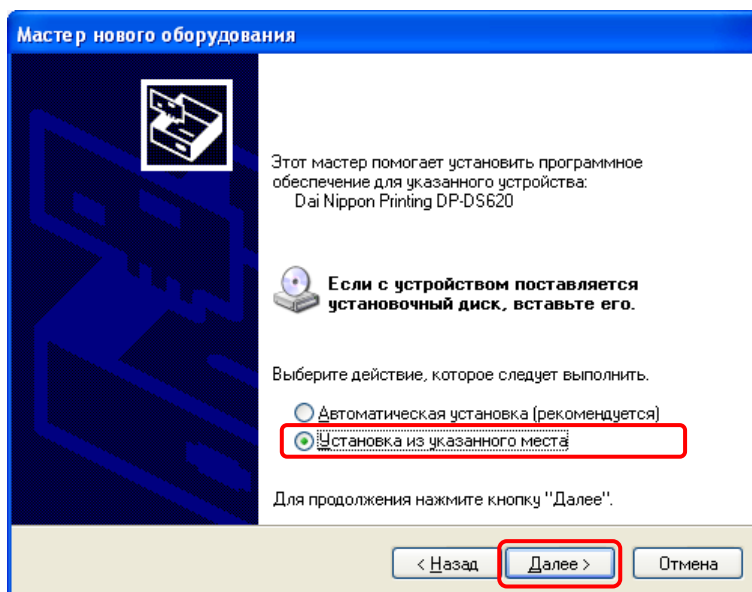 Мастер нового оборудования
Этот мастер помогает установить программное
обеспечение для указанного устройства:
Dai Nippon Printing DP-DS620
Если с устройством поставляется
установочный диск, вставьте его.
Выберите действие, которое следует выполнить.
Автоматическая установка (рекомендуется)
Установка из указанного места
Для продолжения нажмите кнопку "Далее".
< Назад Далее > Отмена